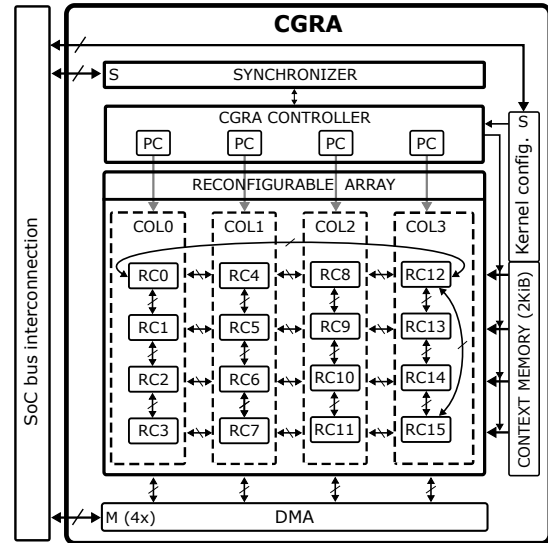 CGRA
S SYNCHRONIZER
CGRA CONTROLLER
PC PC PC PC
RECONFIGURABLE ARRAY
COL0 COL1 COL2 COL3
RC0 RC4 RC8 RC12
RC1 RC5 RC9 RC13
RC2 RC6 RC10 RC14
RC3 RC7 RC11 RC15
M (4x) DMA
SoC bus interconnection
S
Kernel config.
CONTEXT MEMORY (2KiB)